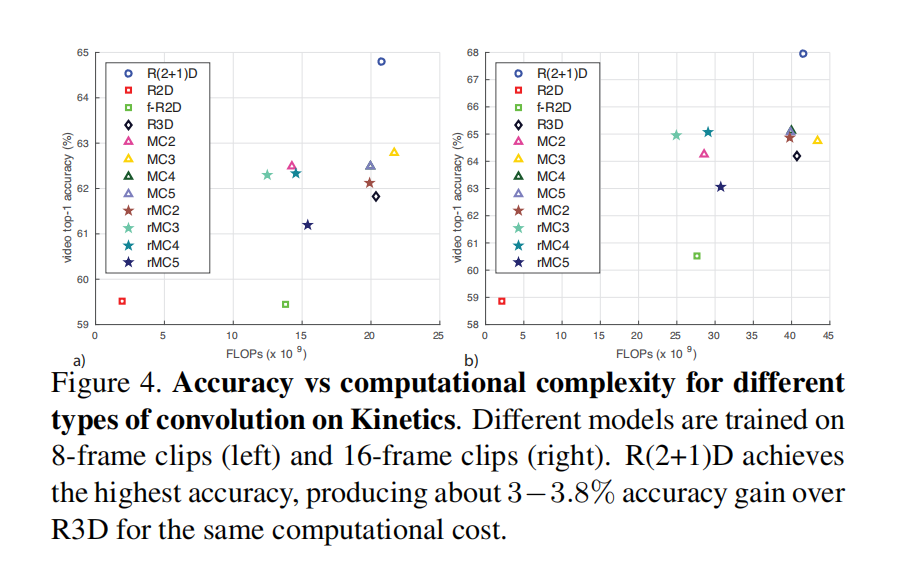 65
64
63
62
61
60
59
0 5 10 15 20 25
video top-1 accuracy (%)
FLOPs (x 10 9)
R(2+1)D
R2D
f-R2D
R3D
MC2
MC3
MC4
MC5
rMC2
rMC3
rMC4
rMC5
a)
68
67
66
65
64
63
62
61
60
59
58
0 5 10 15 20 25 30 35 40 45
video top-1 accuracy (%)
FLOPs (x 10 9)
R(2+1)D
R2D
f-R2D
R3D
MC2
MC3
MC4
MC5
rMC2
rMC3
rMC4
rMC5
b)
Figure 4. Accuracy vs computational complexity for different
types of convolution on Kinetics. Different models are trained on
8-frame clips (left) and 16-frame clips (right). R(2+1)D achieves
the highest accuracy, producing about 3−3.8% accuracy gain over
R3D for the same computational cost.